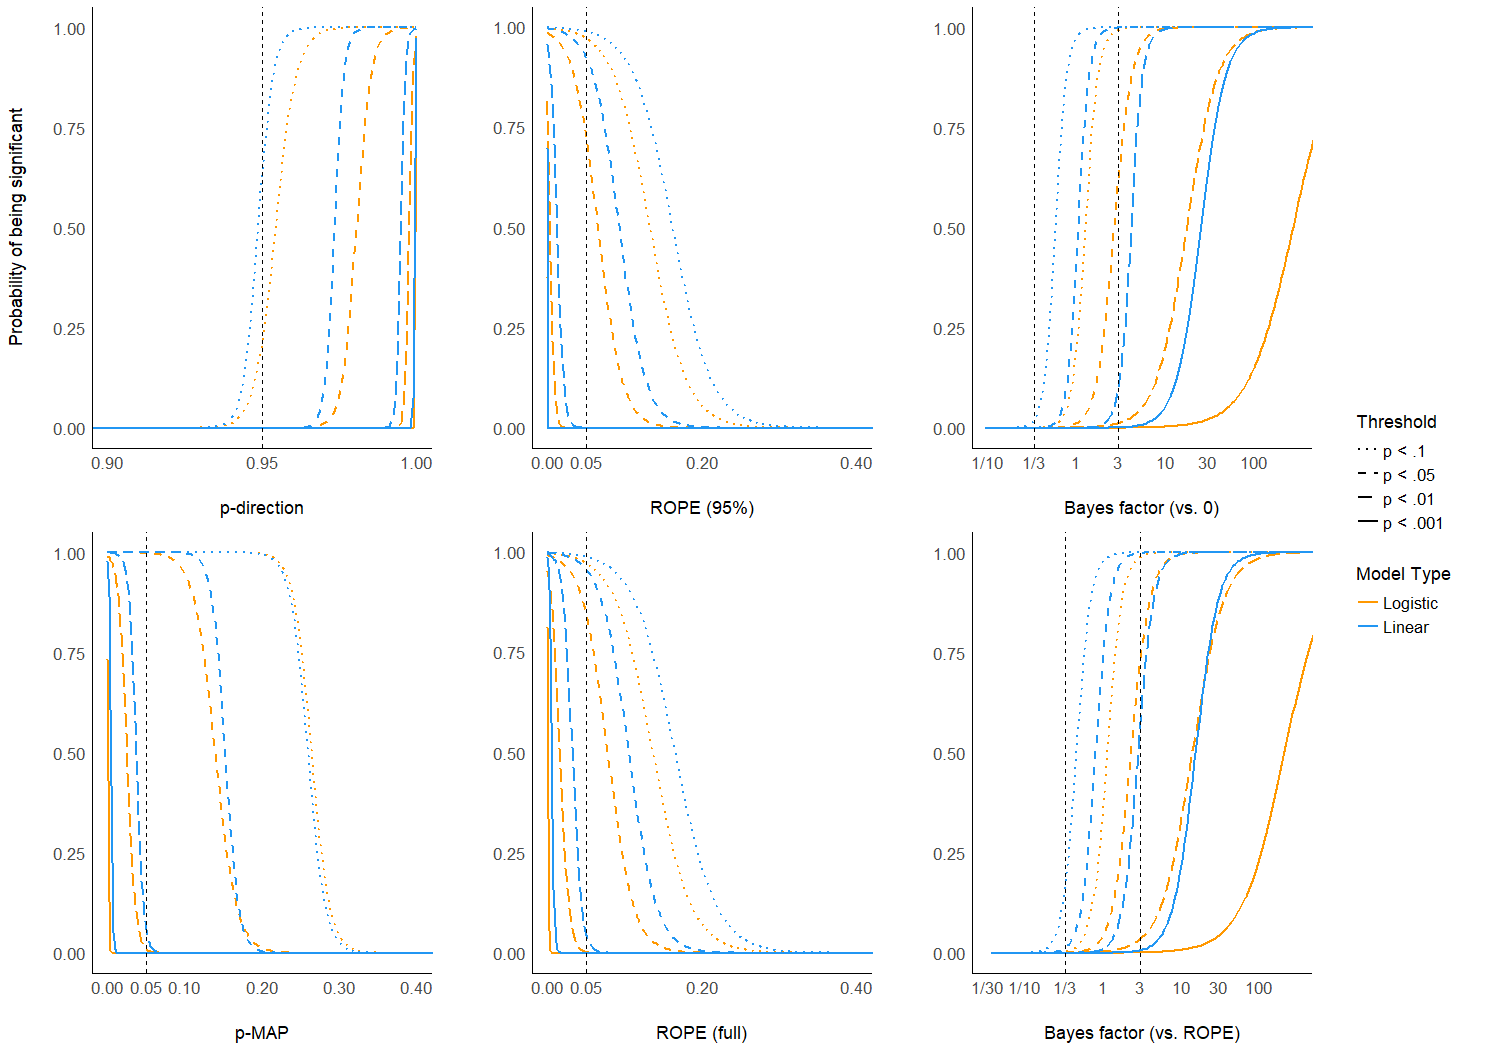 Probability of being significant
1.00
0.75
0.50
0.25
0.00
0.90 0.95 1.00
p-direction
1.00
0.75
0.50
0.25
0.00
0.00 0.05 0.20 0.40
ROPE (95%)
1.00
0.75
0.50
0.25
0.00
1/10 1/3 1 3 10 30 100
Bayes factor (vs. 0)
1.00
0.75
0.50
0.25
0.00
0.00 0.05 0.10 0.20 0.30 0.40
p-MAP
1.00
0.75
0.50
0.25
0.00
0.00 0.05 0.20 0.40
ROPE (full)
1.00
0.75
0.50
0.25
0.00
1/30 1/10 1/3 1 3 10 30 100
Bayes factor (vs. ROPE)
Threshold
p < .1
p < .05
p < .01
p < .001
Model Type
Logistic
Linear